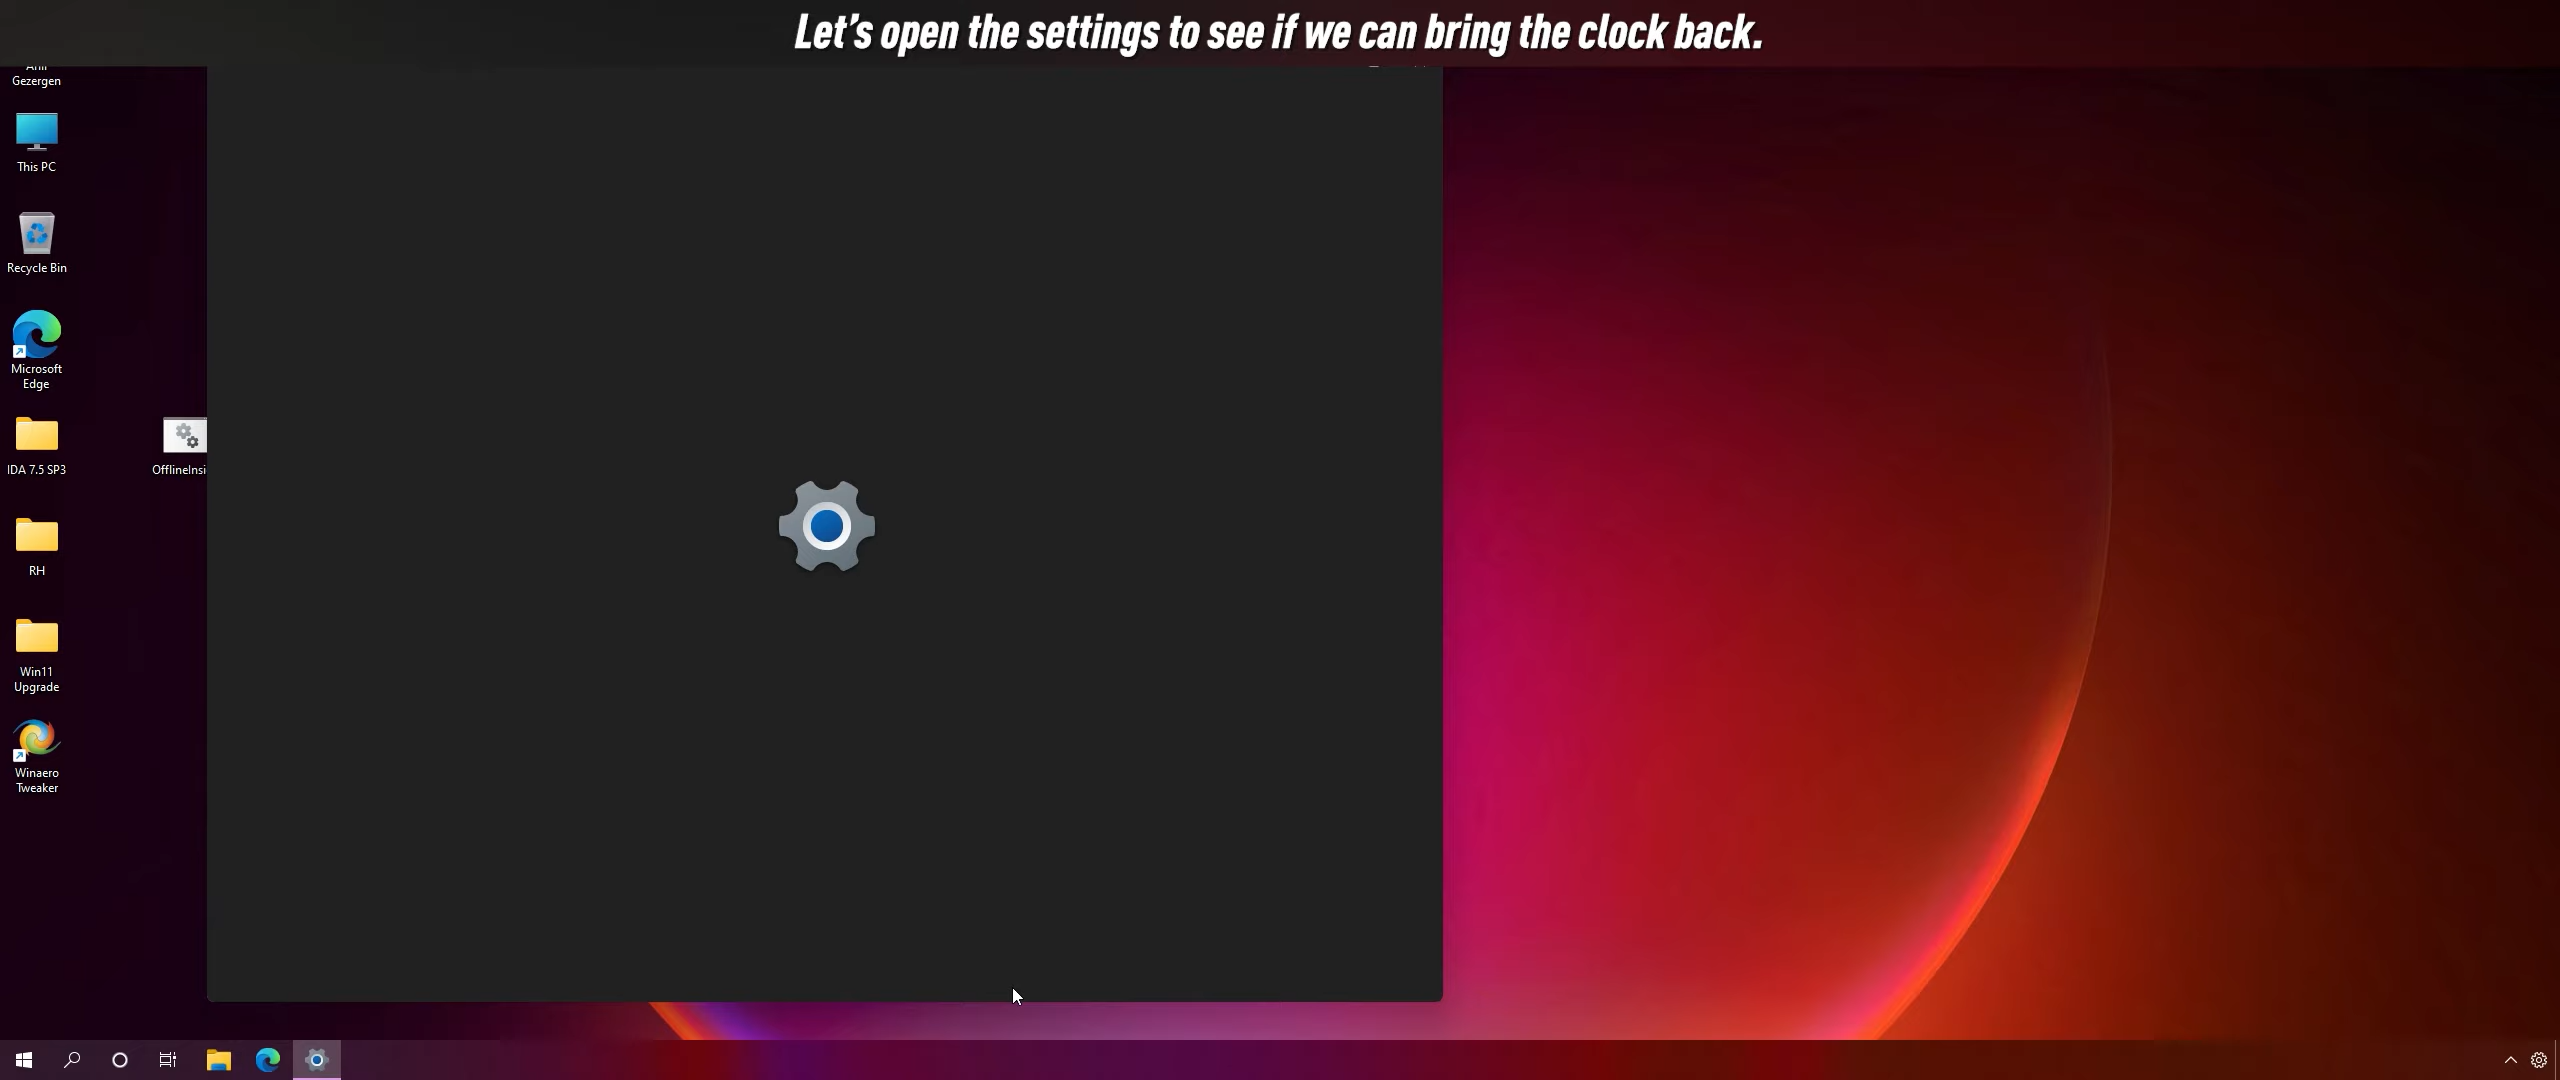 Let's open the settings to see if we can bring the clock back.
Gezergen
This PC
Recycle Bin
Microsoft
Edge
IDA 7.5 SP3
OfflineInsi
RH
Win11
Upgrade
Winaero
Tweaker